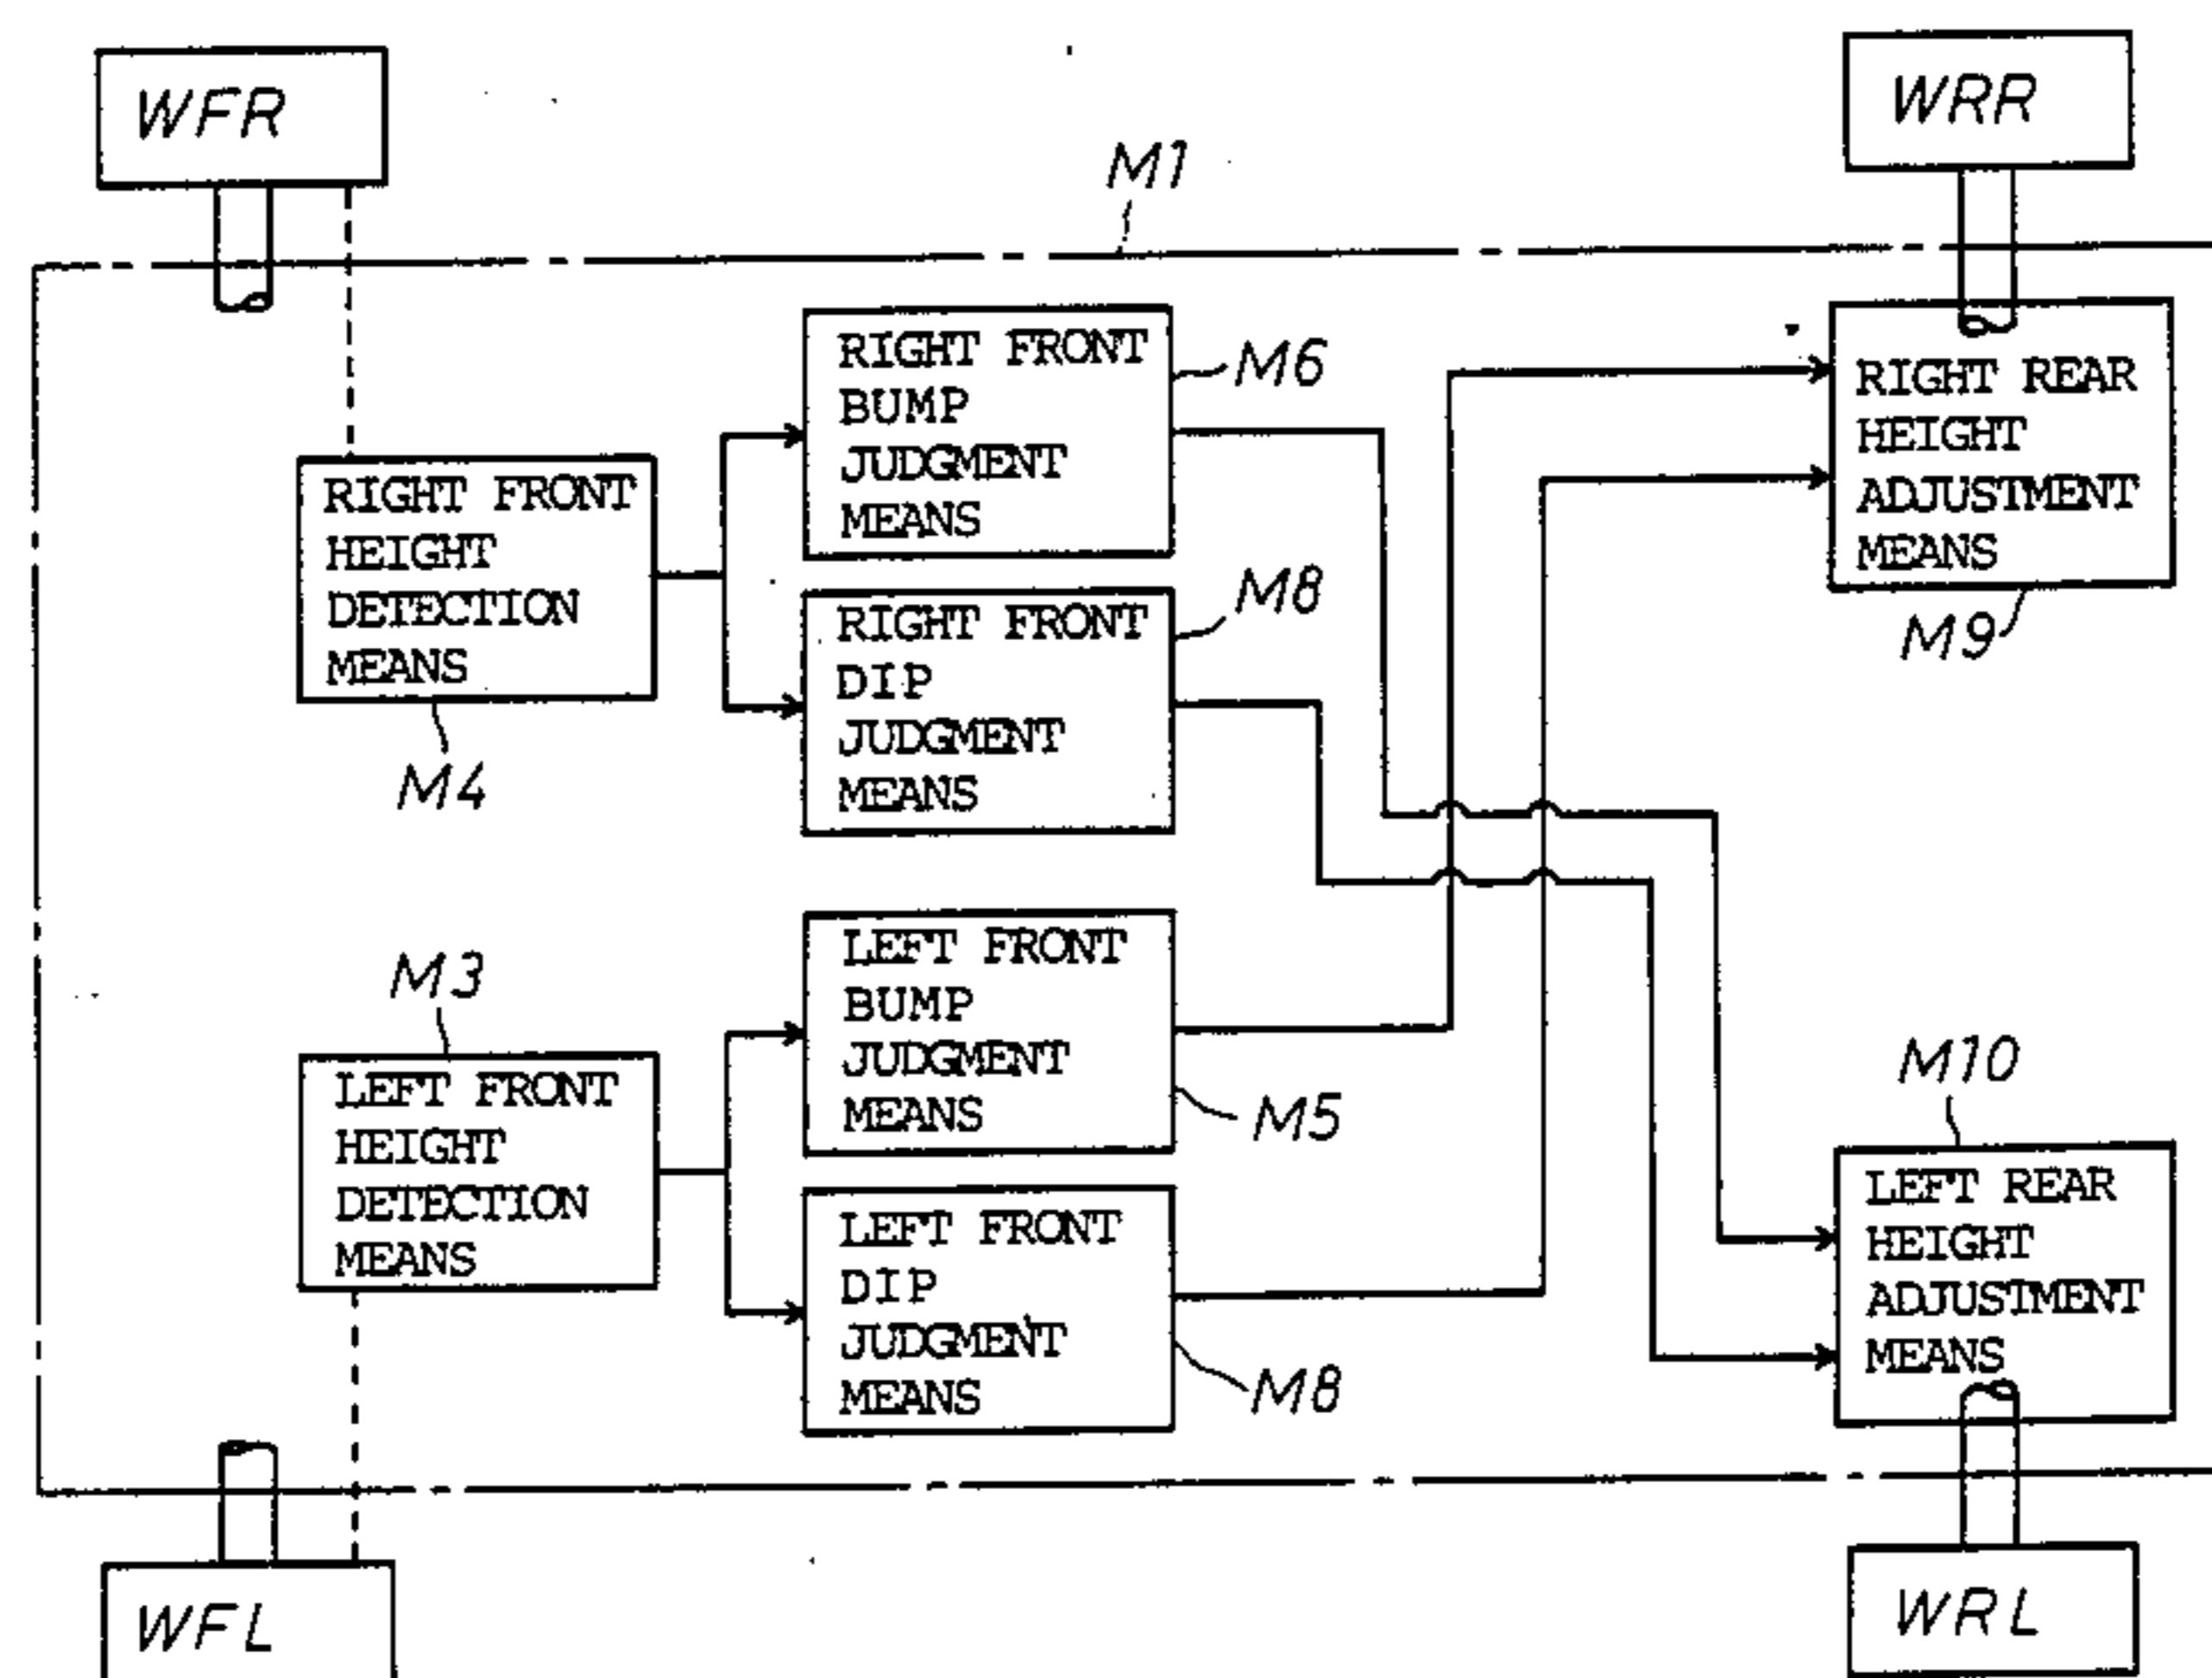 WFR
WRR
M1
RIGHT FRONT
BUMP
JUDGMENT
MEANS
M6
RIGHT REAR
HEIGHT
ADJUSTMENT
MEANS
M9
RIGHT FRONT
HEIGHT
DETECTION
MEANS
M4
RIGHT FRONT
DIP
JUDGMENT
MEANS
M8
M3
LEFT FRONT
HEIGHT
DETECTION
MEANS
LEFT FRONT
BUMP
JUDGMENT
MEANS
M5
M10
LEFT REAR
HEIGHT
ADJUSTMENT
MEANS
LEFT FRONT
DIP
JUDGMENT
MEANS
M8
WFL
WRL